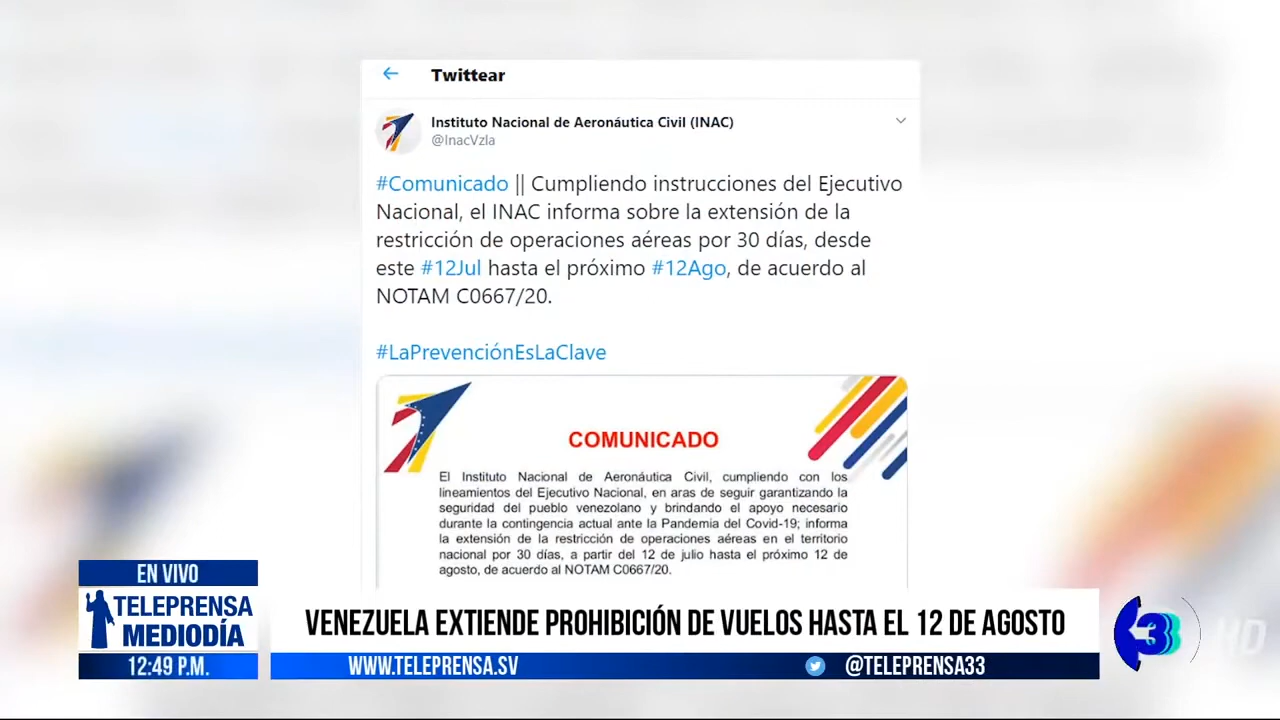 Twittear
Instituto Nacional de Aeronáutica Civil (INAC)
@InacVzla
#Comunicado || Cumpliendo instrucciones del Ejecutivo
Nacional, el INAC informa sobre la extensión de la
restricción de operaciones aéreas por 30 días, desde
este #12Jul hasta el próximo #12Ago, de acuerdo al
NOTAM C0667/20.
#LaPrevenciónEsLaClave
COMUNICADO
El Instituto Nacional de Aeronáutica Civil, cumpliendo con los
lineamientos del Ejecutivo Nacional, en aras de seguir garantizando la
seguridad del pueblo venezolano y brindando el apoyo necesario
durante la contingencia actual ante la Pandemia del Covid-19; informa
la extensión de la restricción de operaciones aéreas en el territorio
nacional por 30 días, a partir del 12 de julio hasta el próximo 12 de
agosto, de acuerdo al NOTAM C0667/20.
EN VIVO
TELEPRENSA
MEDIODÍA
12:49 P.M.
VENEZUELA EXTIENDE PROHIBICIÓN DE VUELOS HASTA EL 12 DE AGOSTO
WWW.TELEPRENSA.SV
@TELEPRENSA33
33
HD